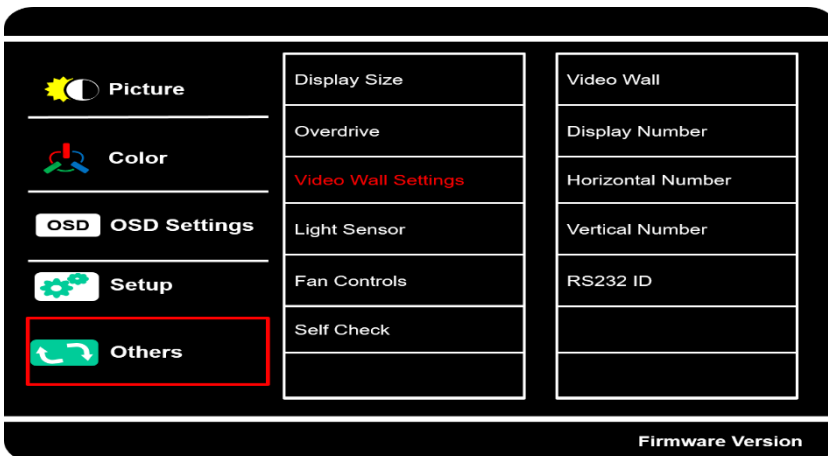 Picture
Color
OSD OSD Settings
Setup
Others
Display Size
Overdrive
Video Wall Settings
Light Sensor
Fan Controls
Self Check
Video Wall
Display Number
Horizontal Number
Vertical Number
RS232 ID
Firmware Version